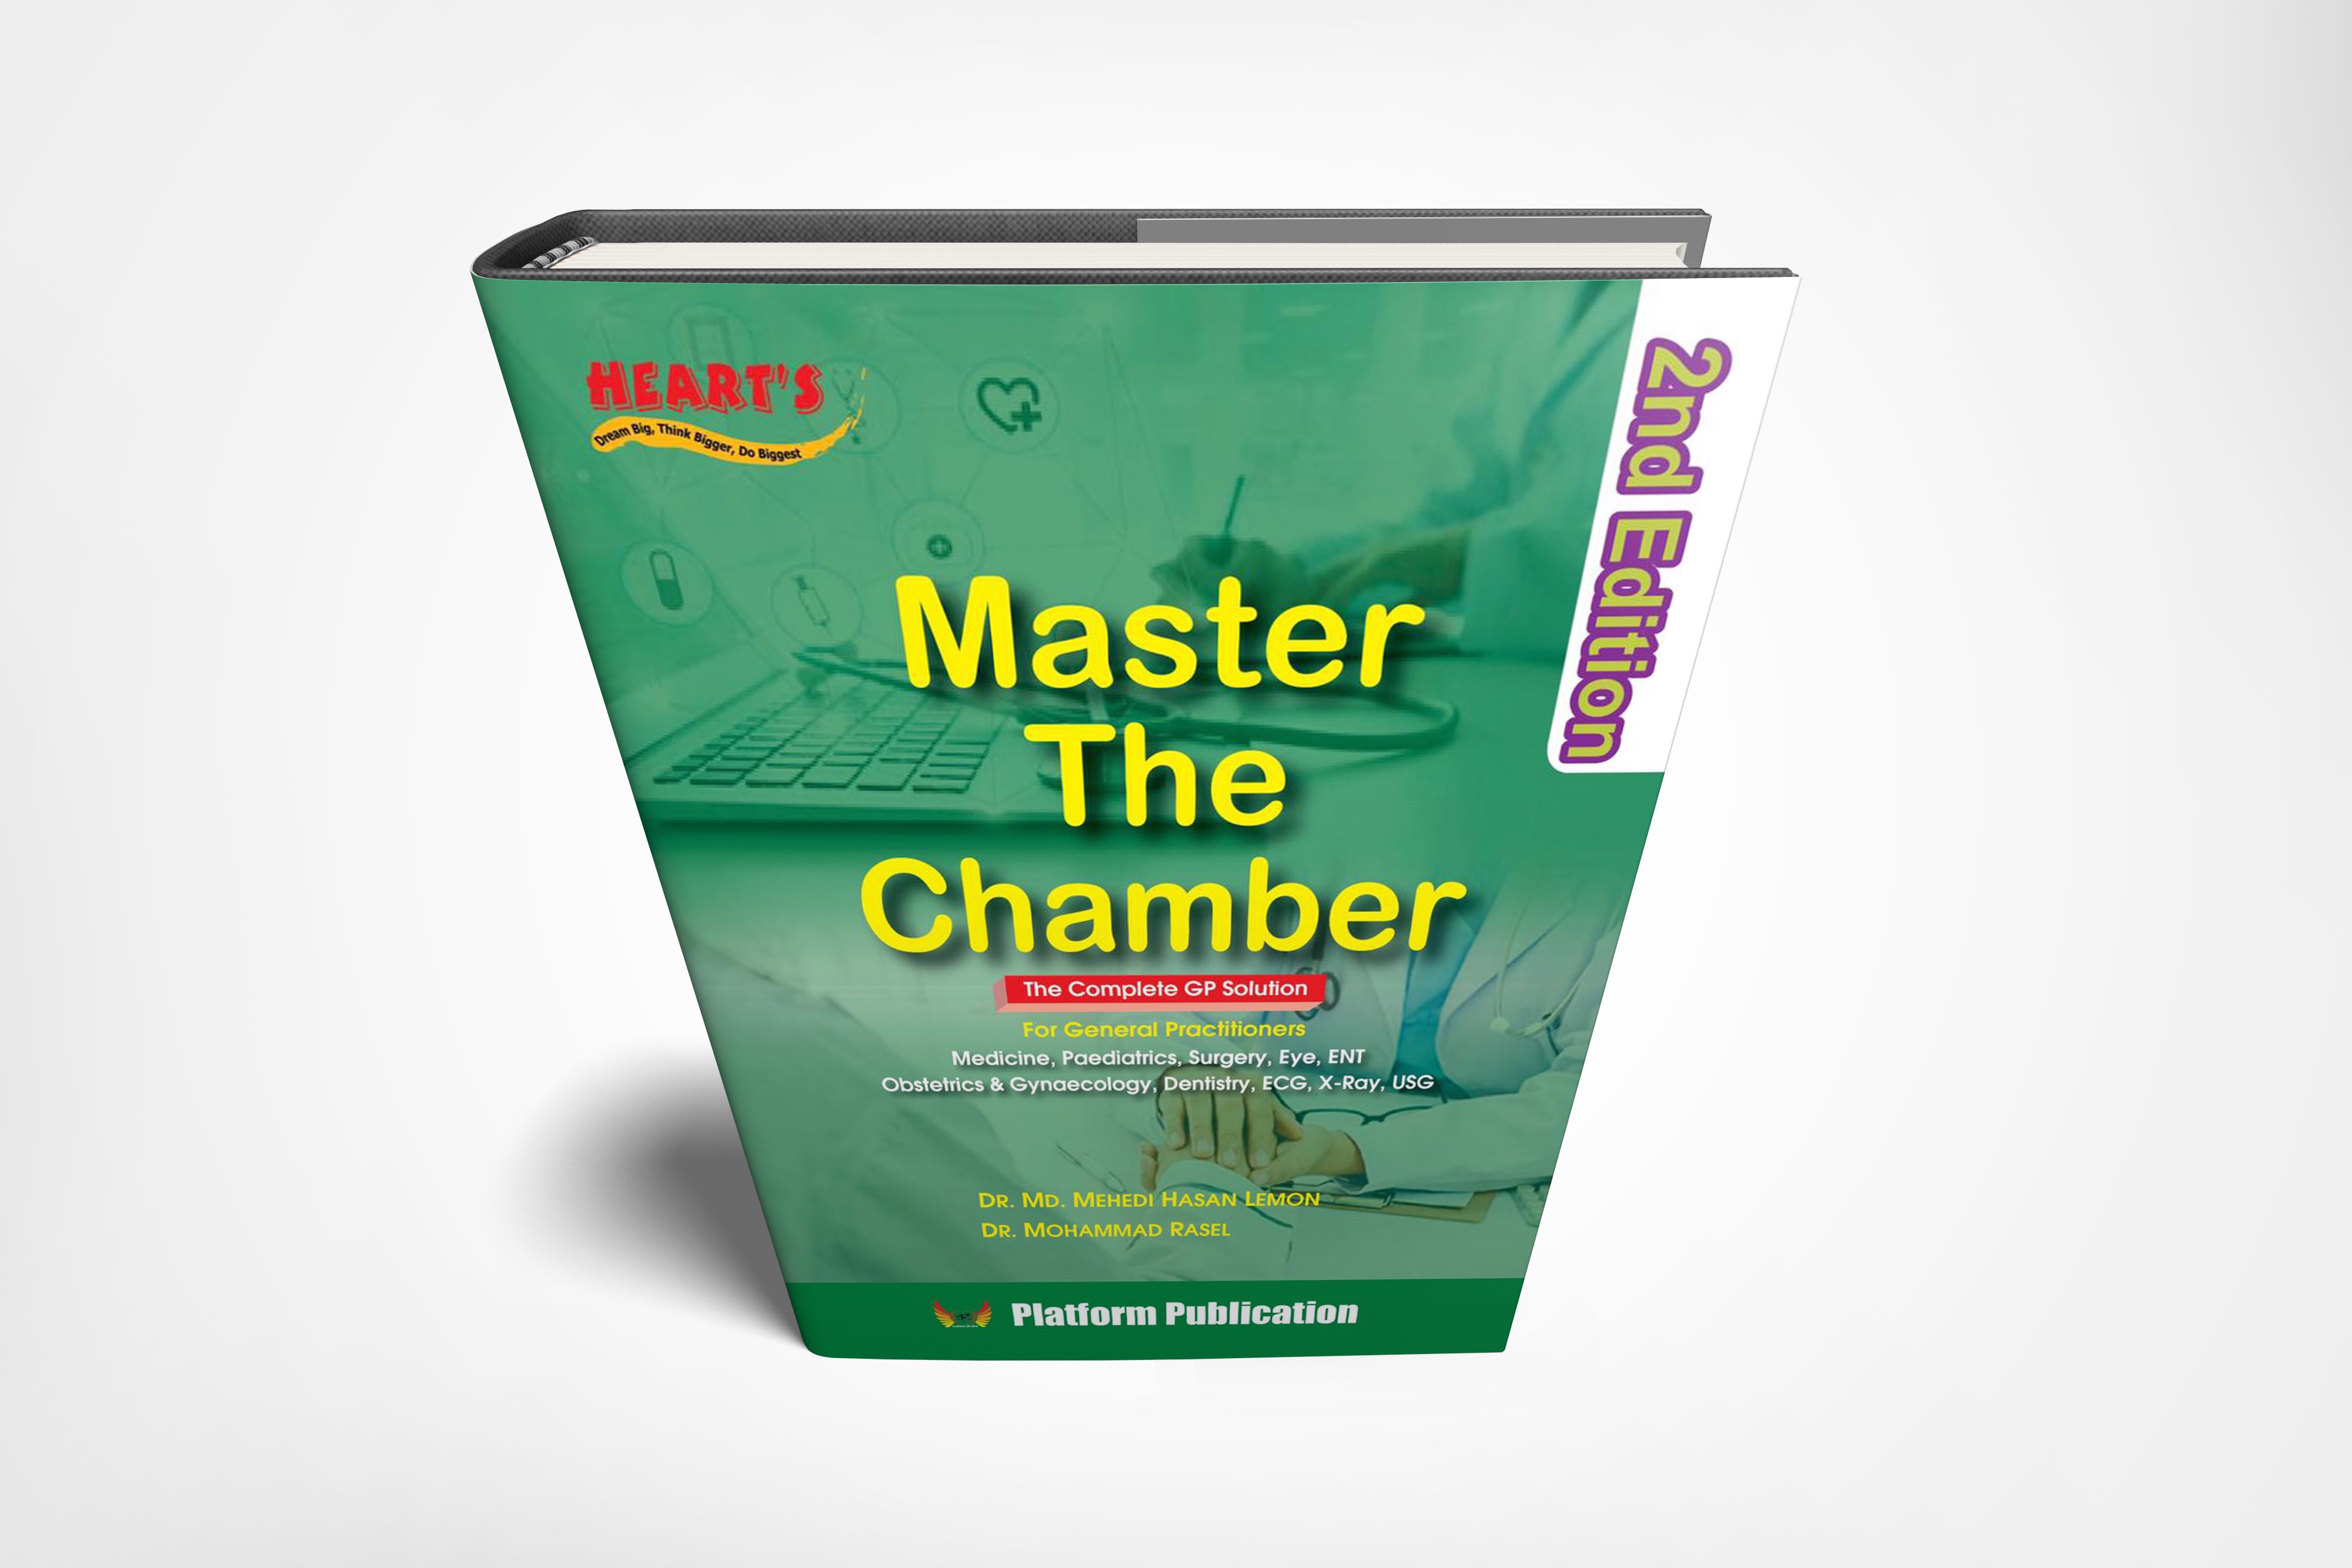 HEART'S
Dream Big, Think Bigger, Do Biggest
2nd Edition
Master
The
Chamber
The Complete GP Solution
For General Practitioners
Medicine, Paediatrics, Surgery, Eye, ENT
Obstetrics & Gynaecology, Dentistry, ECG, X-Ray, USG
DR. MD. MEHEDI HASAN LEMON
DR. MOHAMMAD RASEL
Platform Publication